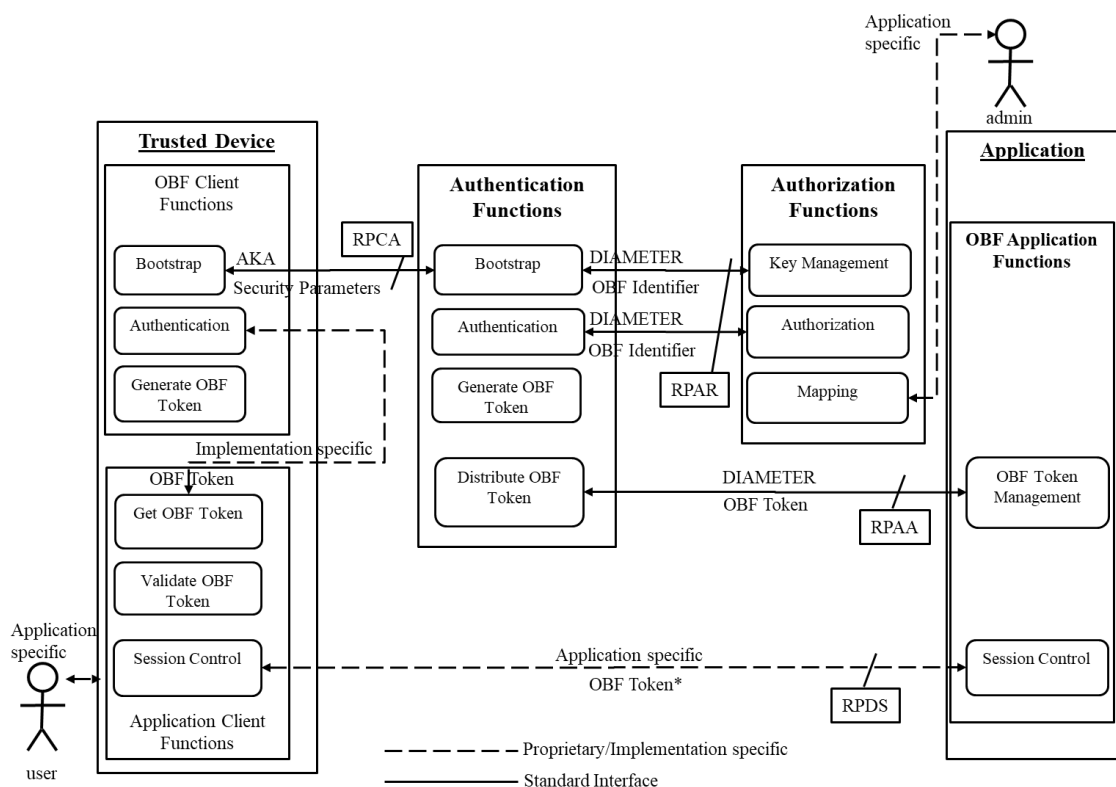 Application
specific
admin
Trusted Device
OBF Client
Functions
Bootstrap
Authentication
Generate OBF
Token
AKA
Security Parameters
RPCA
Implementation specific
OBF Token
Get OBF Token
Validate OBF
Token
Session Control
Application Client
Functions
Application
specific
user
Authentication
Functions
Bootstrap
Authentication
Generate OBF
Token
Distribute OBF
Token
DIAMETER
OBF Identifier
DIAMETER
OBF Identifier
RPAR
Authorization
Functions
Key Management
Authorization
Mapping
DIAMETER
OBF Token
RPAA
Application
OBF Application
Functions
OBF Token
Management
Session Control
Application specific
OBF Token*
RPDS
Proprietary/Implementation specific
Standard Interface